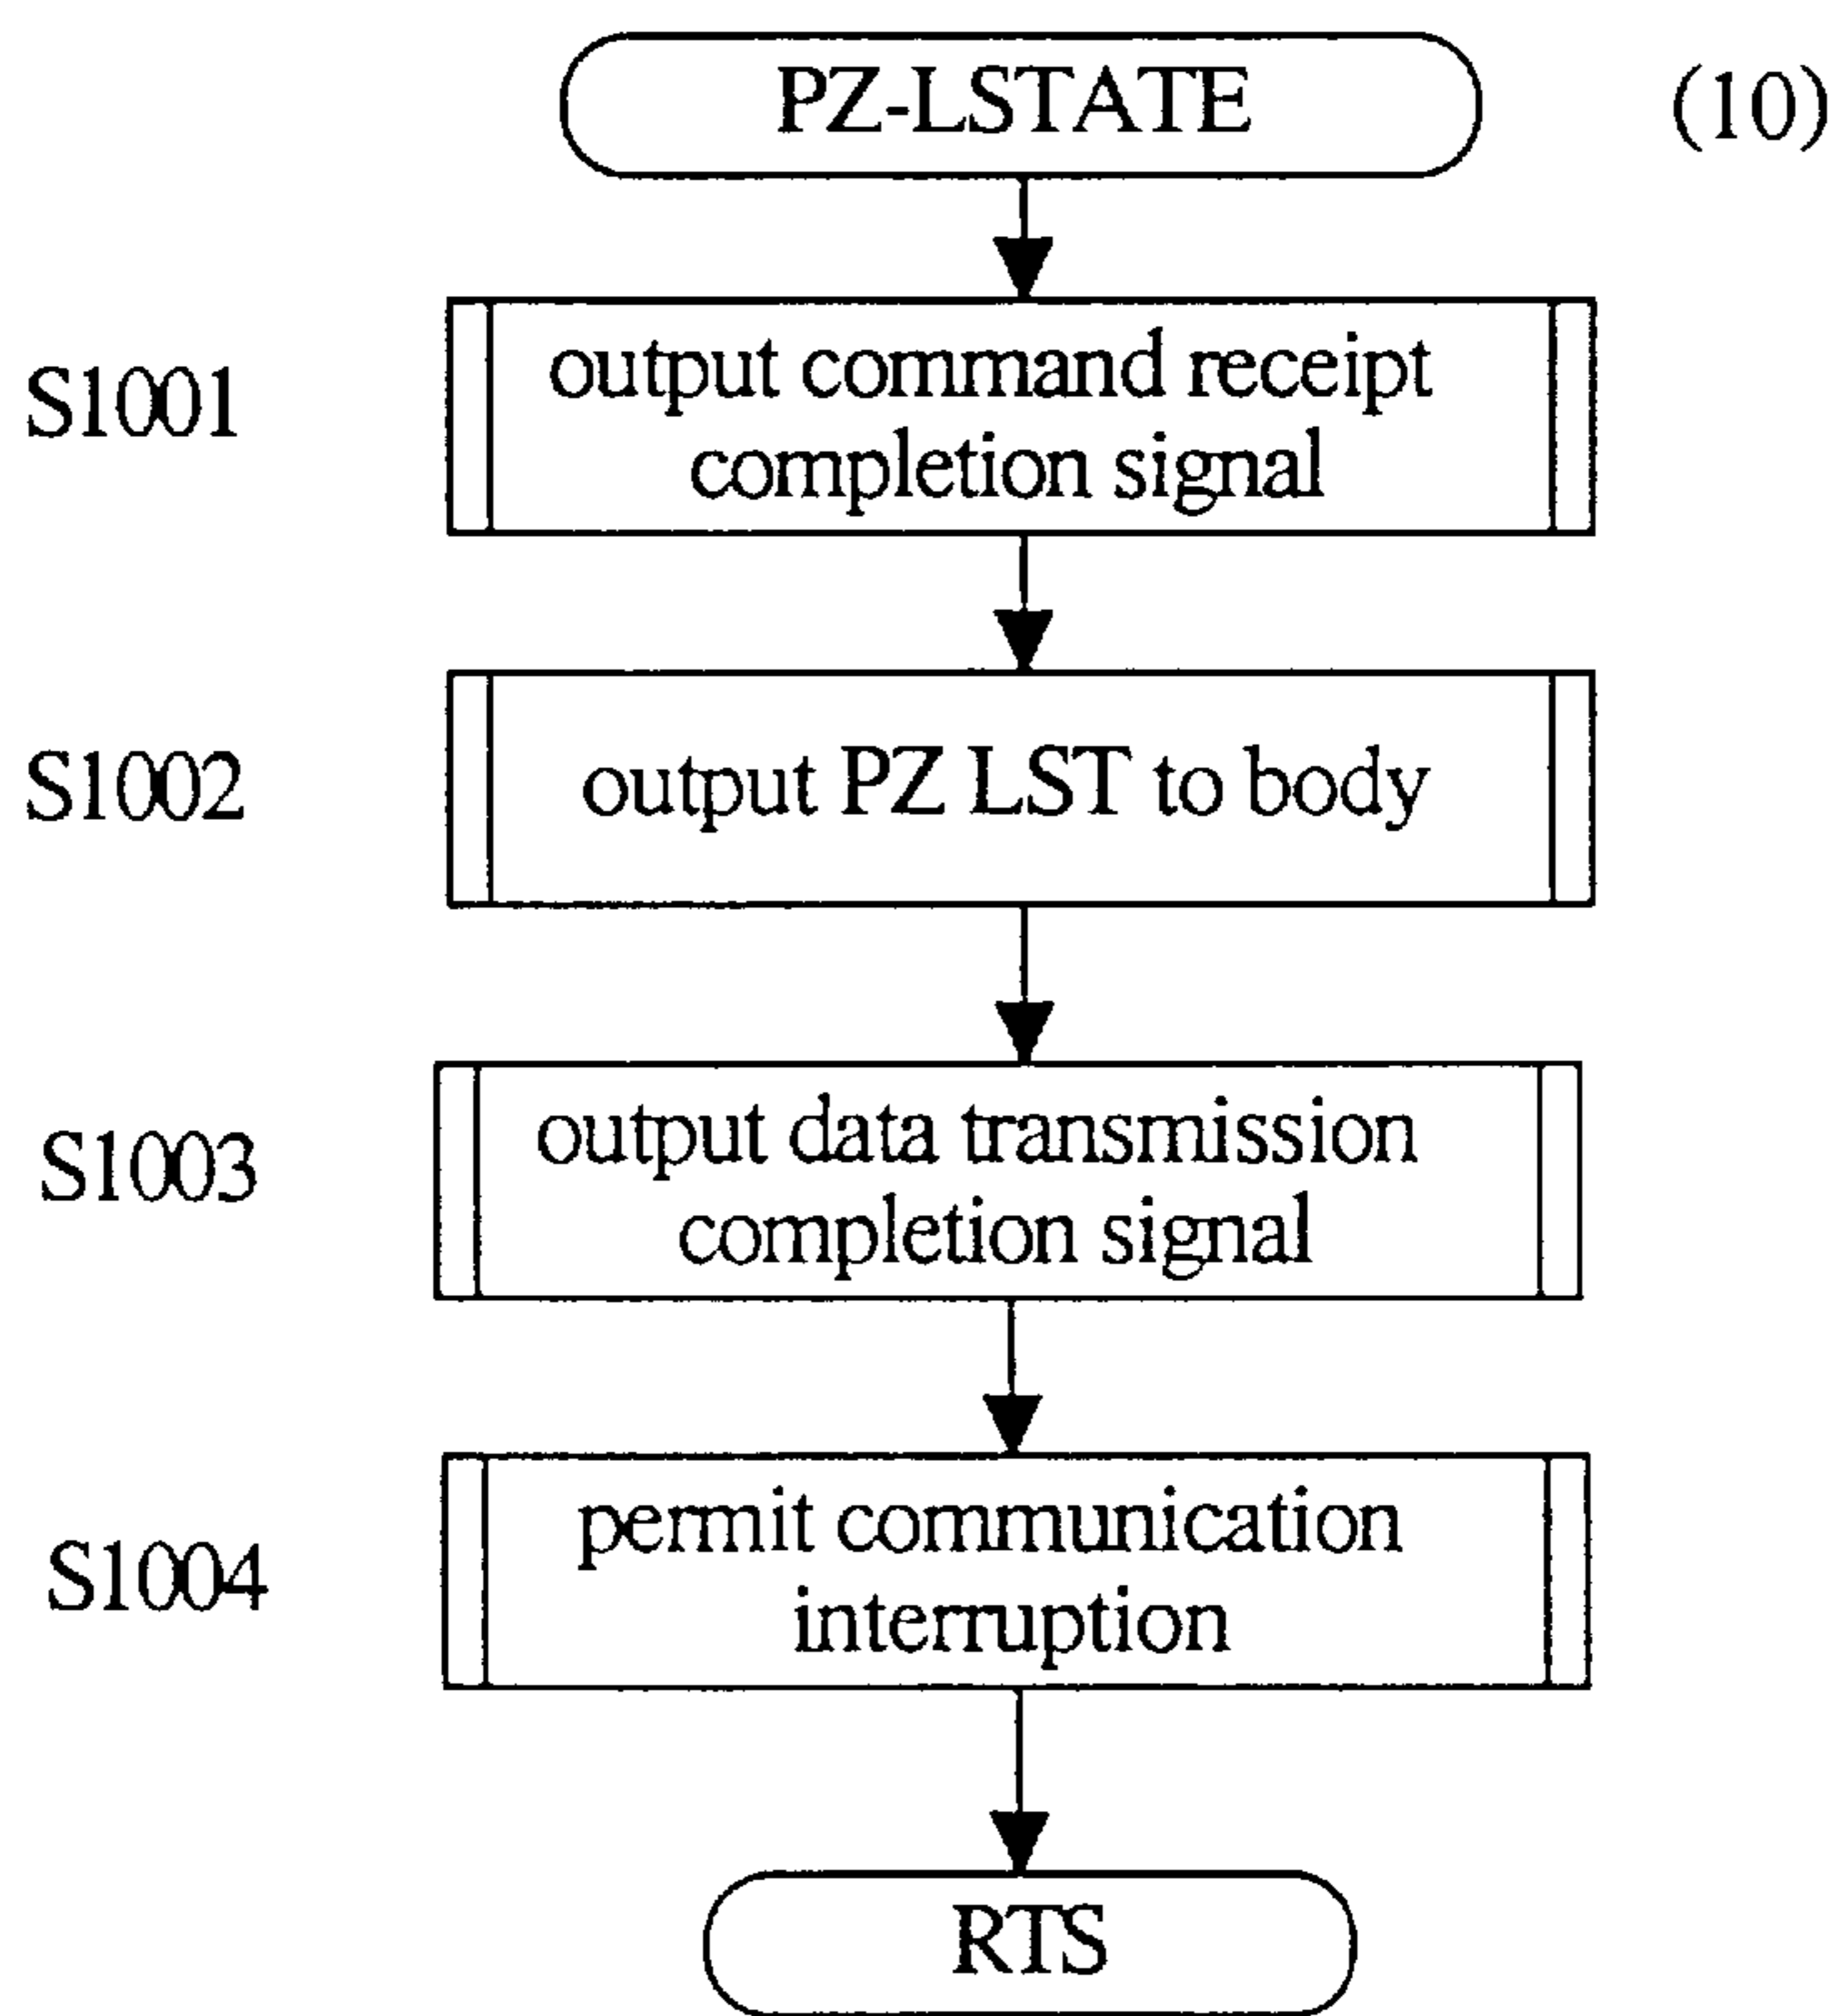 PZ-LSTATE
(10)
S1001
output command receipt
completion signal
S1002
output PZ LST to body
S1003
output data transmission
completion signal
S1004
permit communication
interruption
RTS